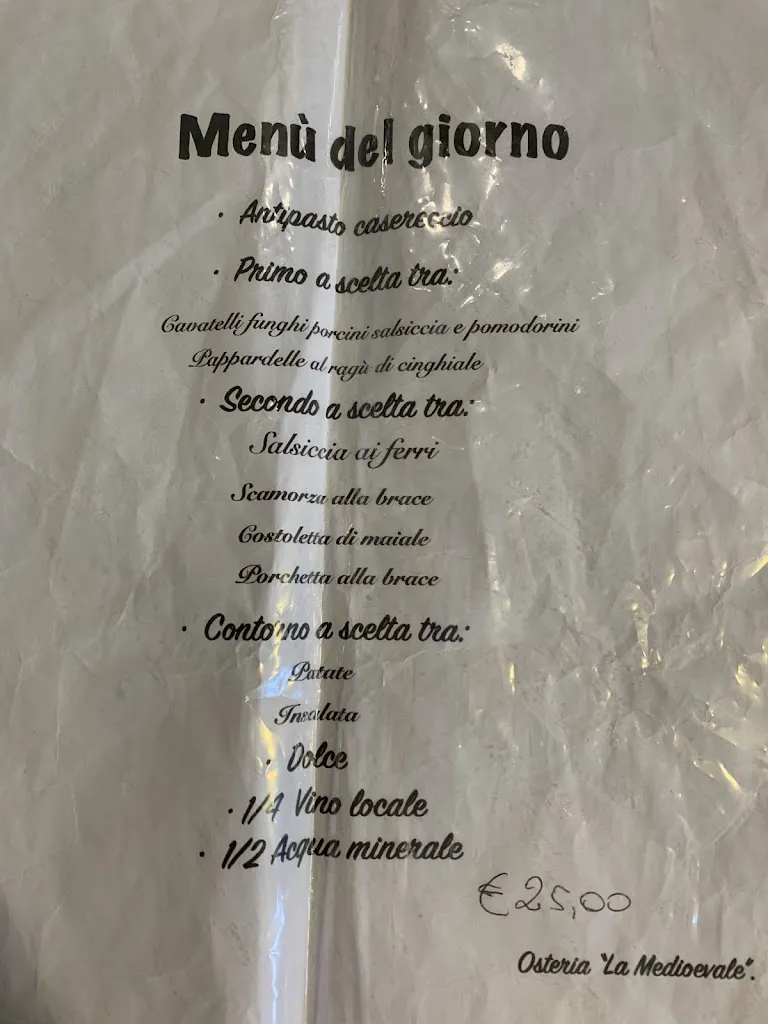 Menù del giorno
· Antipasto casereccio
· Primo a scelta tra:
Cavatelli funghi porcini salsiccia e pomodorini
Pappardelle al ragù di cinghiale
· Secondo a scelta tra:
Salsiccia ai ferri
Scamorza alla brace
Costoletta di maiale
Porchetta alla brace
· Contorno a scelta tra:
Patate
Insalata
· Dolce
· 1/4 Vino locale
· 1/2 Acqua minerale
€ 25,00
Osteria "La Medioevale".